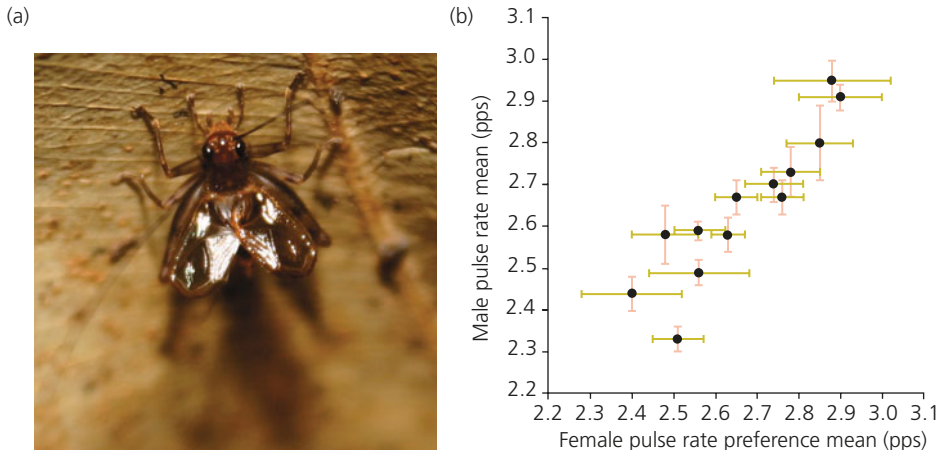 (a)
(b)
3.1
3.0
2.9
2.8
2.7
2.6
2.5
2.4
2.3
2.2
Male pulse rate mean (pps)
2.2 2.3 2.4 2.5 2.6 2.7 2.8 2.9 3.0 3.1
Female pulse rate preference mean (pps)